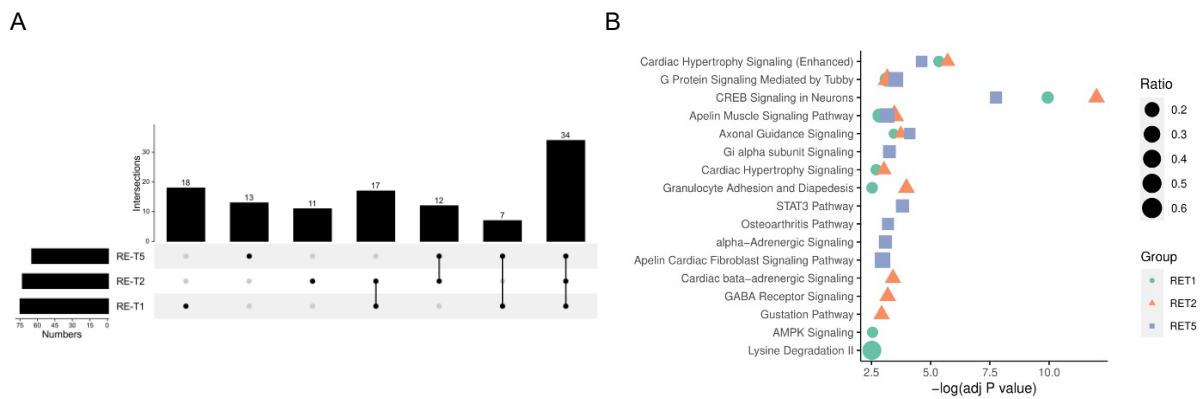 A
B
34
18
13
11
17
12
7
30
20
10
0
Intersections
RE-T5
RE-T2
RE-T1
75 60 45 30 15 0
Numbers
Cardiac Hypertrophy Signaling (Enhanced)
G Protein Signaling Mediated by Tubby
CREB Signaling in Neurons
Apelin Muscle Signaling Pathway
Axonal Guidance Signaling
Gi alpha subunit Signaling
Cardiac Hypertrophy Signaling
Granulocyte Adhesion and Diapedesis
STAT3 Pathway
Osteoarthritis Pathway
alpha-Adrenergic Signaling
Apelin Cardiac Fibroblast Signaling Pathway
Cardiac bata-adrenergic Signaling
GABA Receptor Signaling
Gustation Pathway
AMPK Signaling
Lysine Degradation II
2.5 5.0 7.5 10.0
−log(adj P value)
Ratio
0.2
0.3
0.4
0.5
0.6
Group
RET1
RET2
RET5